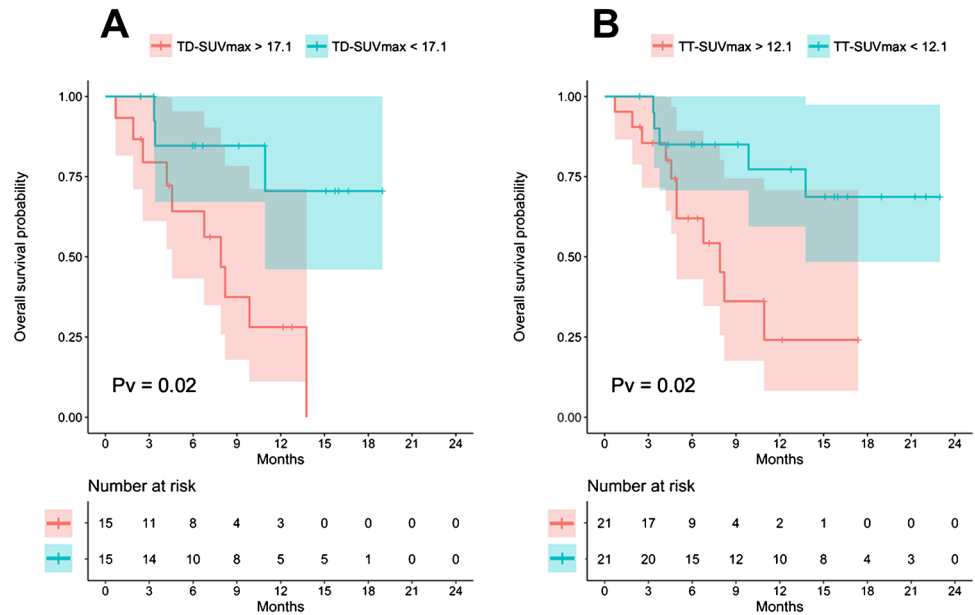 A
TD-SUVmax > 17.1 TD-SUVmax < 17.1
Overall survival probability
1.00
0.75
0.50
0.25
0.00
Pv = 0.02
0 3 6 9 12 15 18 21 24
Months
Number at risk
15 11 8 4 3 0 0 0 0
15 14 10 8 5 5 1 0 0
0 3 6 9 12 15 18 21 24
Months
B
TT-SUVmax > 12.1 TT-SUVmax < 12.1
Overall survival probability
1.00
0.75
0.50
0.25
0.00
Pv = 0.02
0 3 6 9 12 15 18 21 24
Months
Number at risk
21 17 9 4 2 1 0 0 0
21 20 15 12 10 8 4 3 0
0 3 6 9 12 15 18 21 24
Months